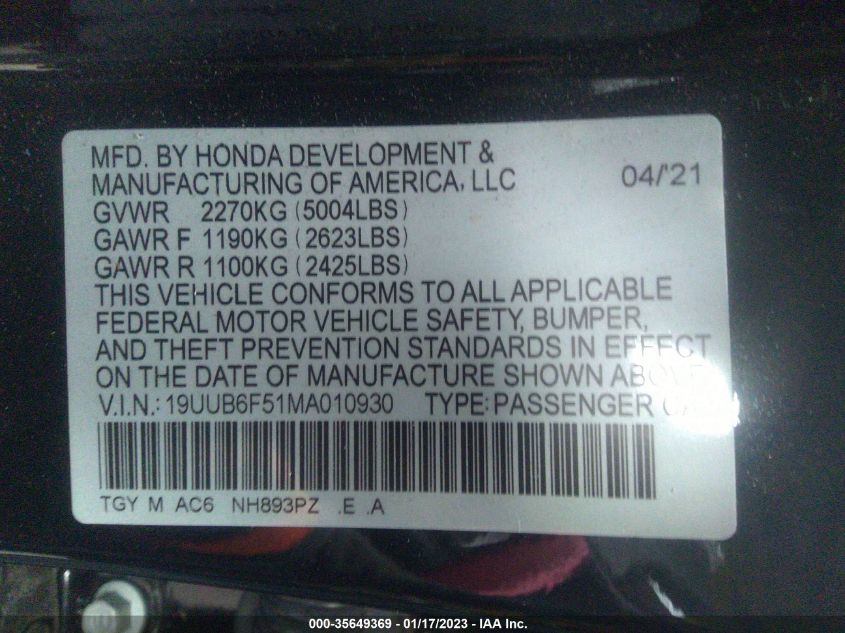 MFD. BY HONDA DEVELOPMENT &
MANUFACTURING OF AMERICA, LLC 04/'21
GVWR 2270KG (5004LBS)
GAWR F 1190KG (2623LBS)
GAWR R 1100KG (2425LBS)
THIS VEHICLE CONFORMS TO ALL APPLICABLE
FEDERAL MOTOR VEHICLE SAFETY, BUMPER,
AND THEFT PREVENTION STANDARDS IN EFFECT
ON THE DATE OF MANUFACTURE SHOWN ABOVE
V.I.N.: 19UUB6F51MA010930 TYPE: PASSENGER
TGY M AC6 NH893PZ .E .A
000-35649369 - 01/17/2023 - IAA Inc.